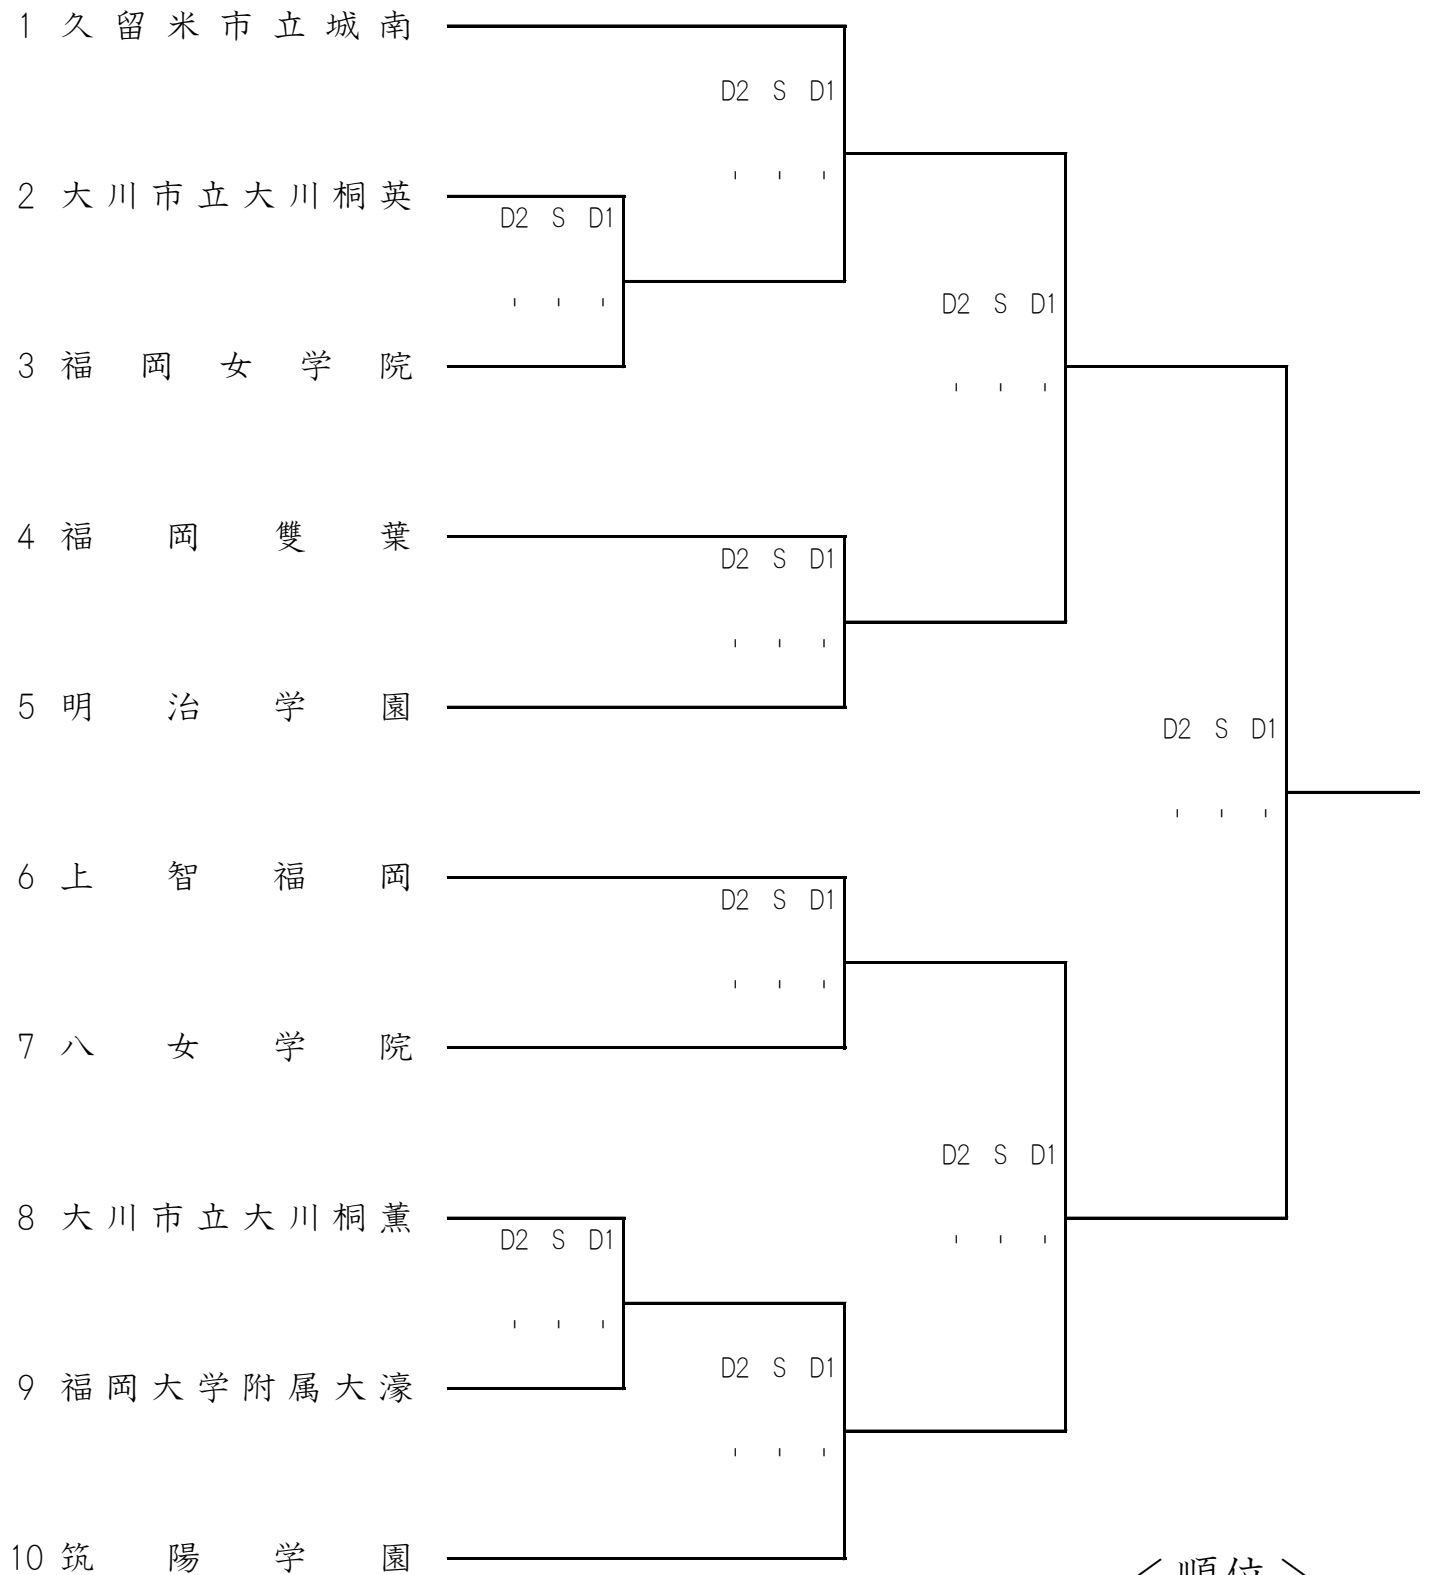 1 久留米市立城南
D2 S D1
2 大川市立大川桐英
D2 S D1
D2 S D1
3 福岡女学院
4 福岡雙葉
D2 S D1
5 明治学園
D2 S D1
6 上智福岡
D2 S D1
7 八女学院
D2 S D1
8 大川市立大川桐薫
D2 S D1
9 福岡大学附属大濠
D2 S D1
10 筑陽学園
＜順位＞